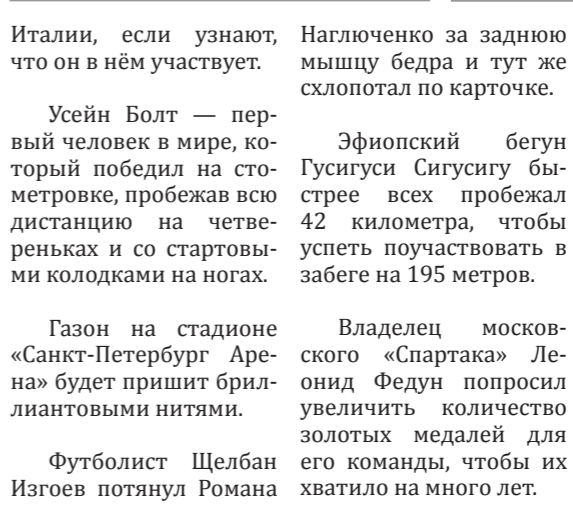 Италии, если узнают,
что он в нём участвует.
Усейн Болт — пер-
вый человек в мире, ко-
торый победил на сто-
метровке, пробежав всю
дистанцию на четве-
реньках и со стартовы-
ми колодками на ногах.
Газон на стадионе
«Санкт-Петербург Аре-
на» будет пришит брил-
лиантовыми нитями.
Футболист Щелбан
Изгоев потянул Романа
Наглюченко за заднюю
мышцу бедра и тут же
схлопотал по карточке.
Эфиопский бегун
Гусигуси Сигусигу бы-
стрее всех пробежал
42 километра, чтобы
успеть поучаствовать в
забеге на 195 метров.
Владелец москов-
ского «Спартака» Ле-
онид Федун попросил
увеличить количество
золотых медалей для
его команды, чтобы их
хватило на много лет.